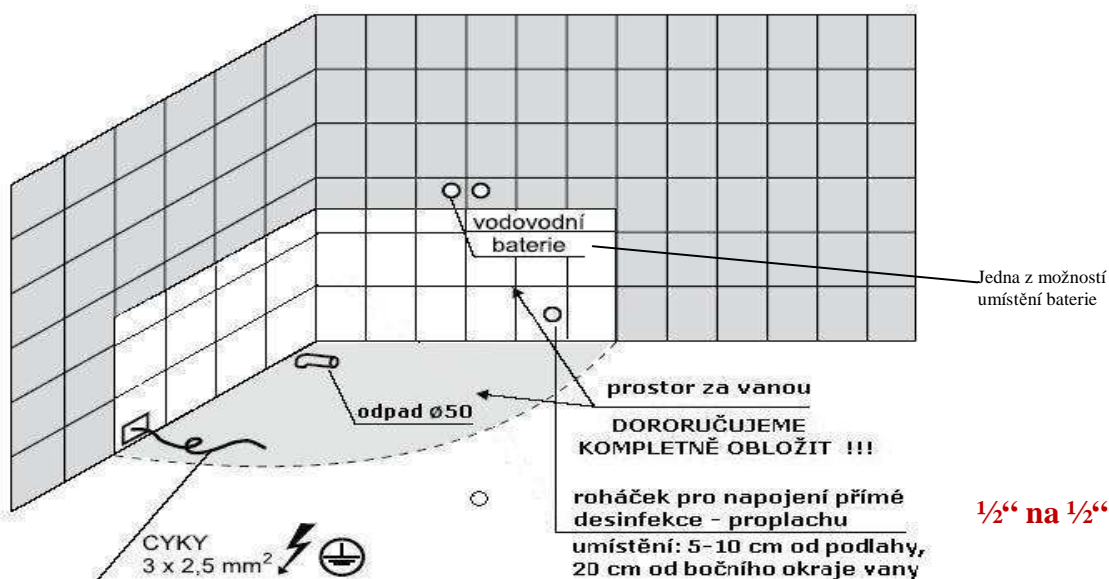 vodovodní
baterie
Jedna z možností
umístění baterie
prostor za vanou
odpad ø50
DORORUČUJEME
KOMPLETNĚ OBLOŽIT !!!
roháček pro napojení přímé
desinfekce - proplachu
½“ na ½“
umístění: 5-10 cm od podlahy,
20 cm od bočního okraje vany
CYKY
3 x 2,5 mm²